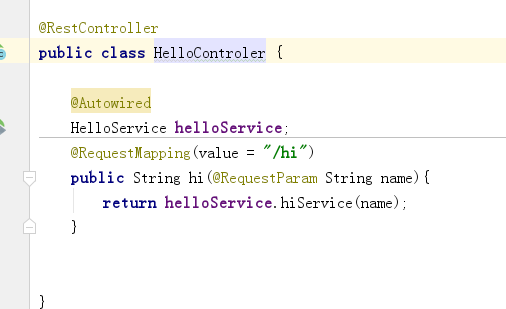 @RestController
public class HelloControler {
@Autowired
HelloService helloService;
@RequestMapping(value = "/hi")
public String hi(@RequestParam String name){
return helloService.hiService(name);
}
}